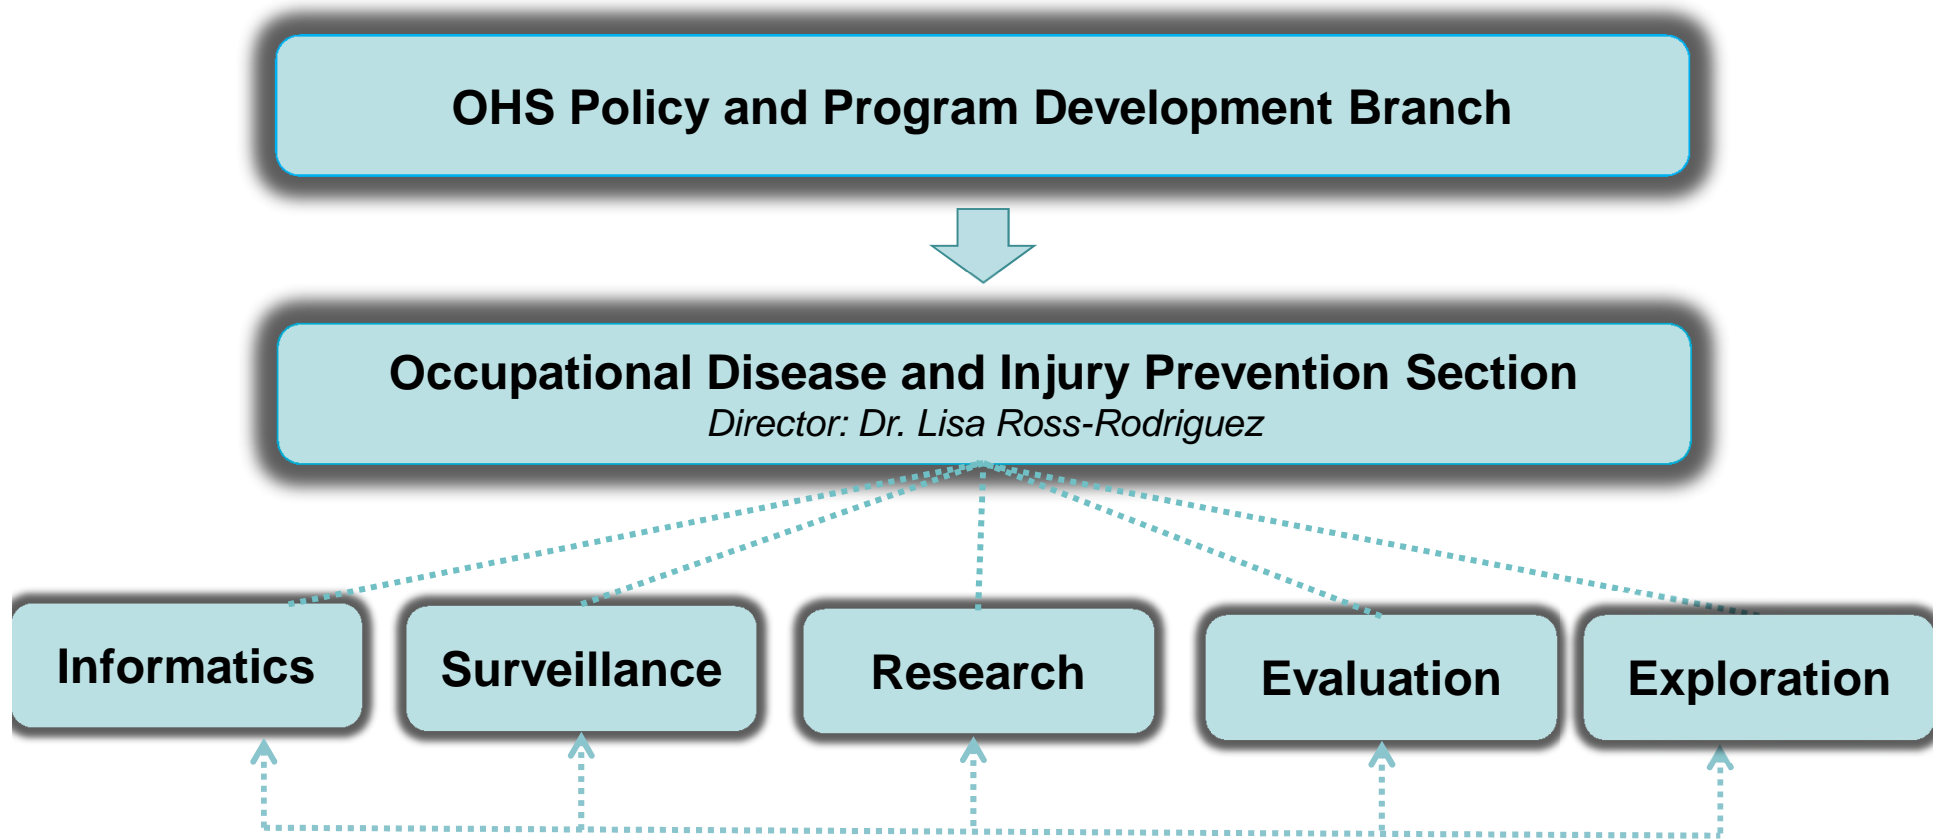 OHS Policy and Program Development Branch
Occupational Disease and Injury Prevention Section
Director: Dr. Lisa Ross-Rodriguez
Informatics
Surveillance
Research
Evaluation
Exploration